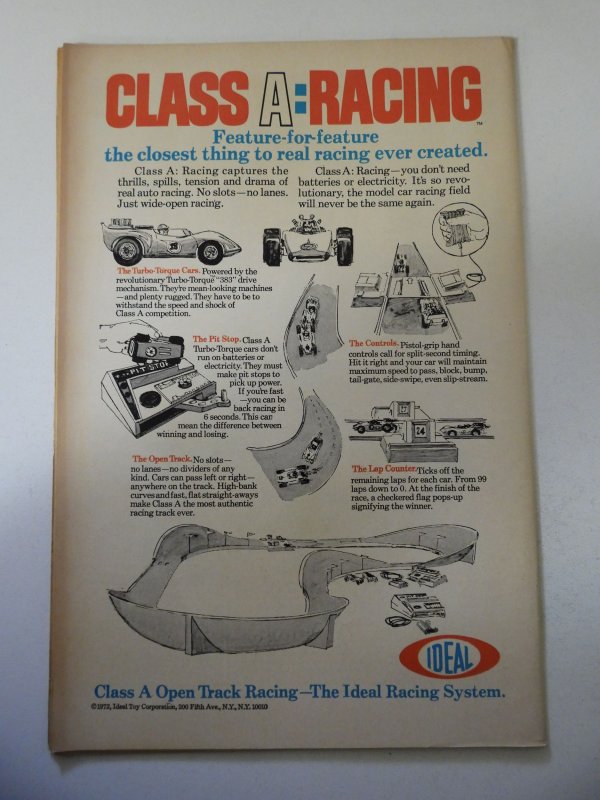 CLASS A:RACING
TM
Feature-for-feature
the closest thing to real racing ever created.
Class A: Racing captures the
thrills, spills, tension and drama of
real auto racing. No slots—no lanes.
Just wide-open racing.
Class A: Racing—you don't need
batteries or electricity. It's so revo-
lutionary, the model car racing field
will never be the same again.
The Turbo-Torque Cars. Powered by the
revolutionary Turbo-Torque "383" drive
mechanism. They're mean-looking machines
—and plenty rugged. They have to be to
withstand the speed and shock of
Class A competition.
The Pit Stop. Class A
Turbo-Torque cars don't
run on batteries or
electricity. They must
make pit stops to
pick up power.
If you're fast
—you can be
back racing in
6 seconds. This can
mean the difference between
winning and losing.
PIT STOP
The Controls. Pistol-grip hand
controls call for split-second timing.
Hit it right and your car will maintain
maximum speed to pass, block, bump,
tail-gate, side-swipe, even slip-stream.
24
The Open Track. No slots—
no lanes—no dividers of any
kind. Cars can pass left or right—
anywhere on the track. High-bank
curves and fast, flat straight-aways
make Class A the most authentic
racing track ever.
The Lap Counter. Ticks off the
remaining laps for each car. From 99
laps down to 0. At the finish of the
race, a checkered flag pops-up
signifying the winner.
IDEAL
Class A Open Track Racing—The Ideal Racing System.
©1972, Ideal Toy Corporation, 200 Fifth Ave., N.Y., N.Y. 10010